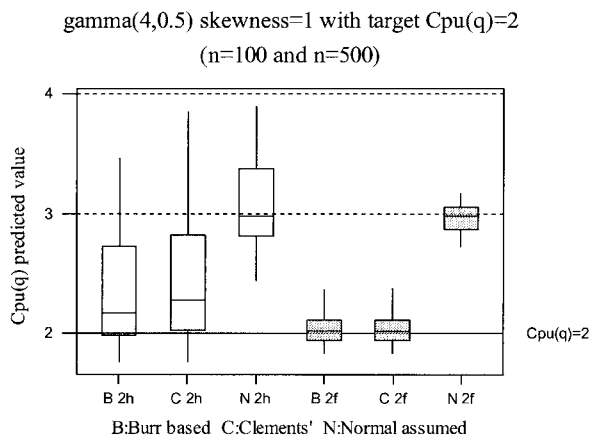 gamma(4,0.5) skewness=1 with target Cpu(q)=2
(n=100 and n=500)
Cpu(q) predicted value
4
3
2
Cpu(q)=2
B 2h C 2h N 2h B 2f C 2f N 2f
B:Burr based C:Clements' N:Normal assumed